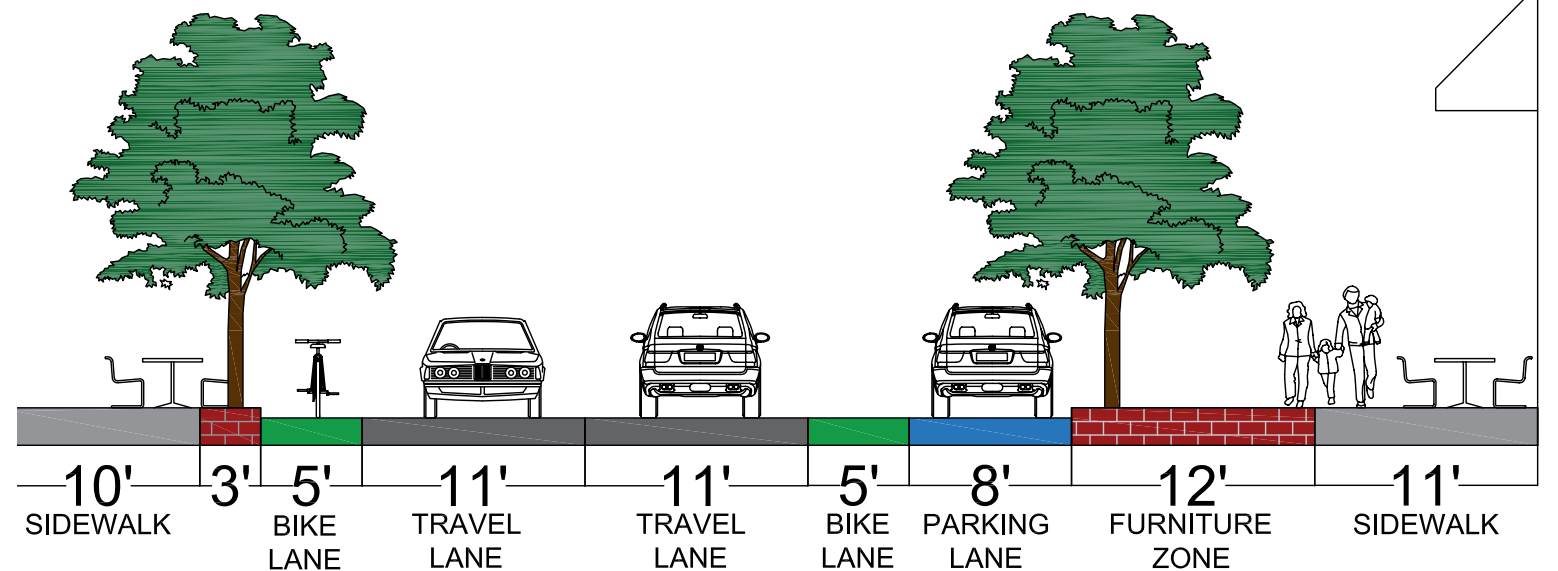 10' 3' 5' 11' 11' 5' 8' 12' 11'
SIDEWALK BIKE TRAVEL TRAVEL BIKE PARKING FURNITURE SIDEWALK
LANE LANE LANE LANE LANE ZONE